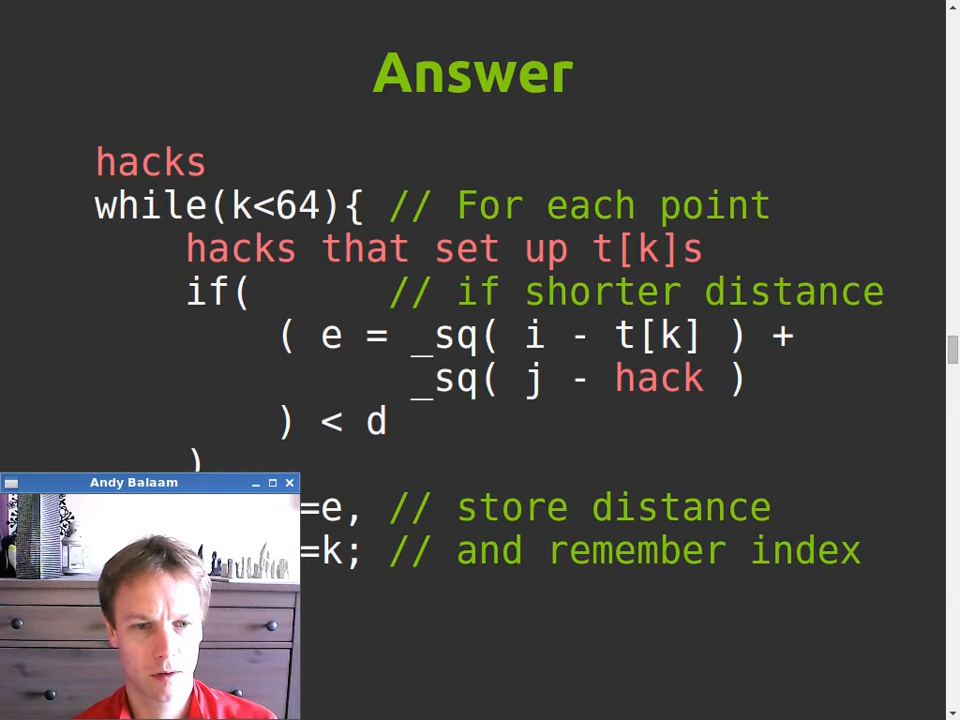 Answer
hacks
while(k<64){ // For each point
hacks that set up t[k]s
if( // if shorter distance
( e = _sq( i - t[k] ) +
_sq( j - hack )
) < d
)
Andy Balaam
=e, // store distance
=k; // and remember index